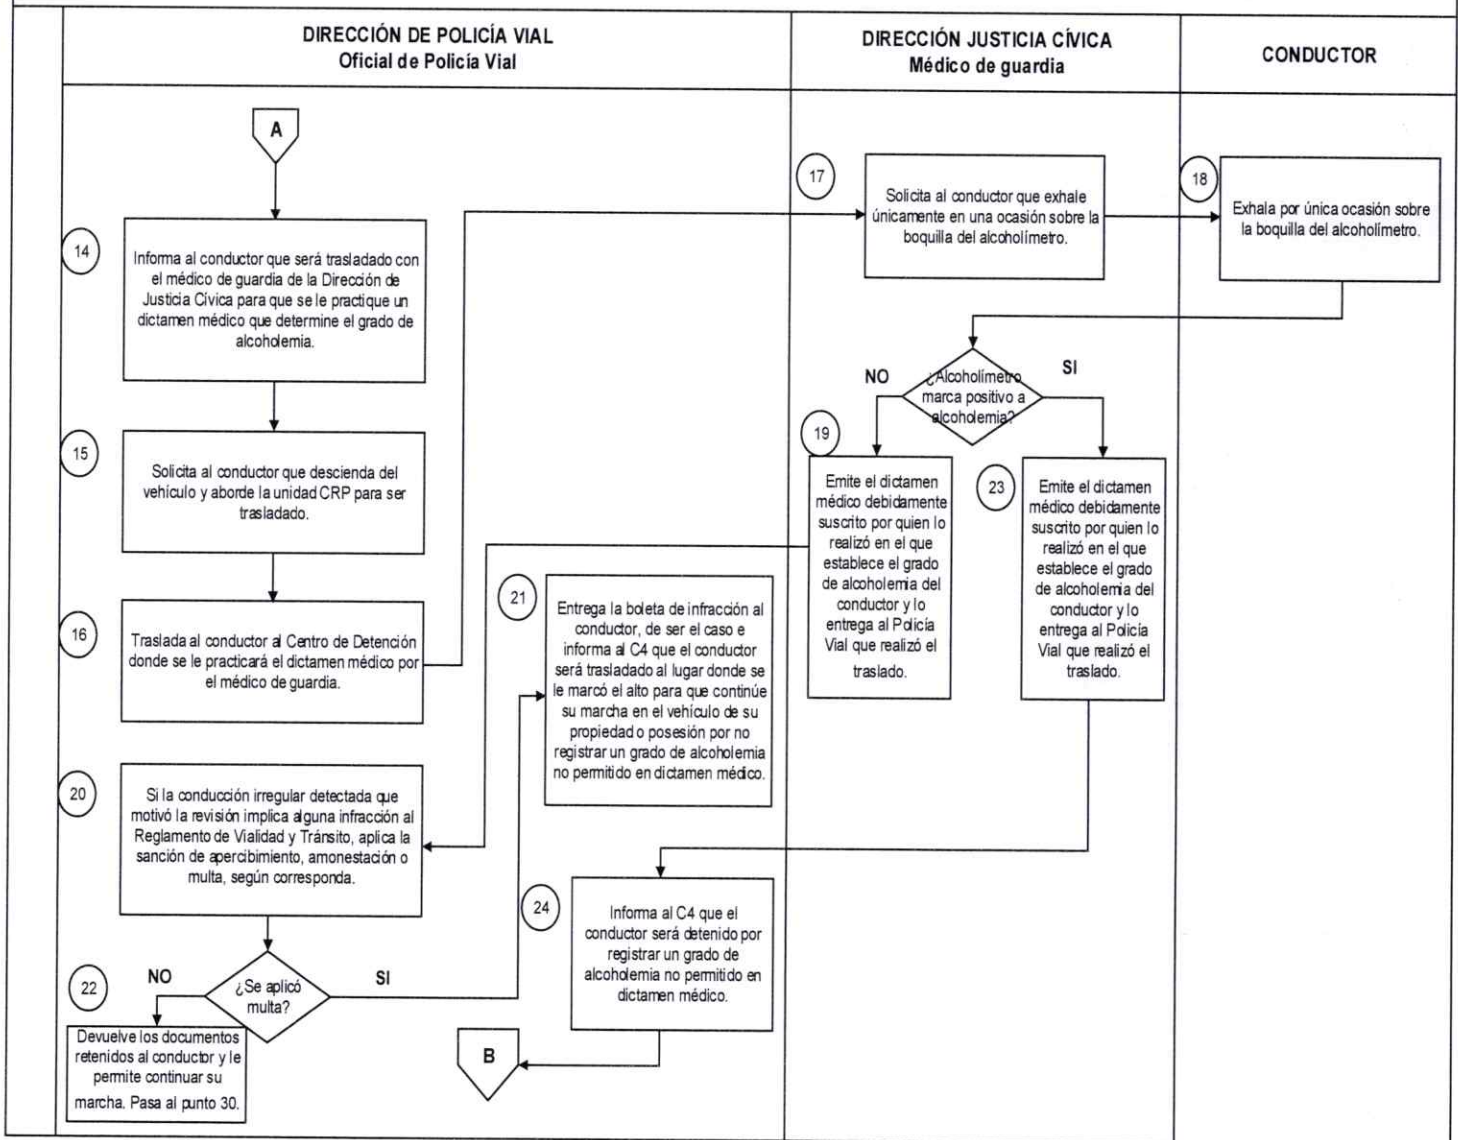 DIRECCIÓN DE POLICÍA VIAL
Oficial de Policía Vial
DIRECCIÓN JUSTICIA CÍVICA
Médico de guardia
CONDUCTOR
A
14
Informa al conductor que será trasladado con
el médico de guardia de la Dirección de
Justicia Cívica para que se le practique un
dictamen médico que determine el grado de
alcoholemia.
15
Solicita al conductor que descienda del
vehículo y aborde la unidad CRP para ser
trasladado.
16
Traslada al conductor al Centro de Detención
donde se le practicará el dictamen médico por
el médico de guardia.
17
Solicita al conductor que exhale
únicamente en una ocasión sobre la
boquilla del alcoholímetro.
18
Exhala por única ocasión sobre
la boquilla del alcoholímetro.
¿Alcoholímetro
marca positivo a
alcoholemia?
NO
SI
19
Emite el dictamen
médico debidamente
suscrito por quien lo
realizó en el que
establece el grado
de alcoholemia del
conductor y lo
entrega al Policía
Vial que realizó el
traslado.
23
Emite el dictamen
médico debidamente
suscrito por quien lo
realizó en el que
establece el grado
de alcoholemia del
conductor y lo
entrega al Policía
Vial que realizó el
traslado.
20
Si la conducción irregular detectada que
motivó la revisión implica alguna infracción al
Reglamento de Vialidad y Tránsito, aplica la
sanción de apercibimiento, amonestación o
multa, según corresponda.
¿Se aplicó
multa?
NO
SI
21
Entrega la boleta de infracción al
conductor, de ser el caso e
informa al C4 que el conductor
será trasladado al lugar donde se
le marcó el alto para que continúe
su marcha en el vehículo de su
propiedad o posesión por no
registrar un grado de alcoholemia
no permitido en dictamen médico.
22
Devuelve los documentos
retenidos al conductor y le
permite continuar su
marcha. Pasa al punto 30.
24
Informa al C4 que el
conductor será detenido por
registrar un grado de
alcoholemia no permitido en
dictamen médico.
B